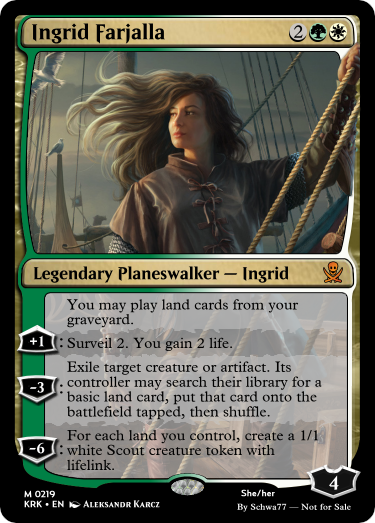 Ingrid Farjalla 2
Legendary Planeswalker — Ingrid
You may play land cards from your
graveyard.
+1: Surveil 2. You gain 2 life.
-3: Exile target creature or artifact. Its
controller may search their library for a
basic land card, put that card onto the
battlefield tapped, then shuffle.
-6: For each land you control, create a 1/1
white Scout creature token with
lifelink.
4
M 0219
KRK • EN Aleksandr Karcz
She/her
By Schwa77 — Not for Sale